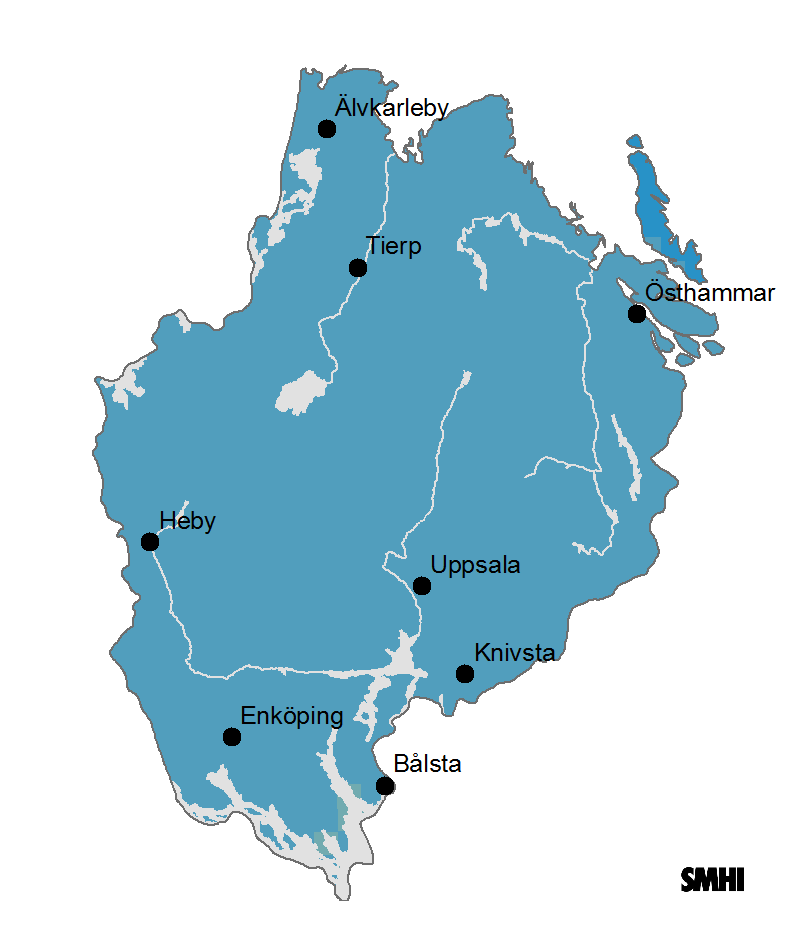 Älvkarleby
Tierp
Östhammar
Heby
Uppsala
Knivsta
Enköping
Bålsta
SMHI